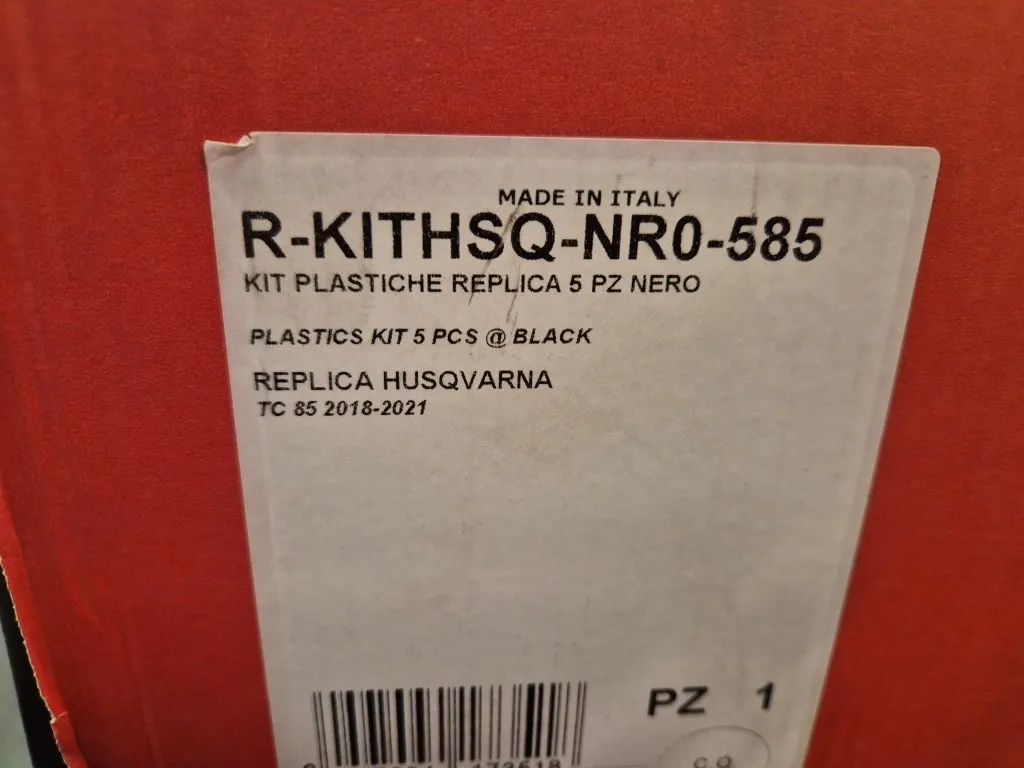 MADE IN ITALY
R-KITHSQ-NR0-585
KIT PLASTICHE REPLICA 5 PZ NERO
PLASTICS KIT 5 PCS @ BLACK
REPLICA HUSQVARNA
TC 85 2018-2021
PZ 1
C.Q